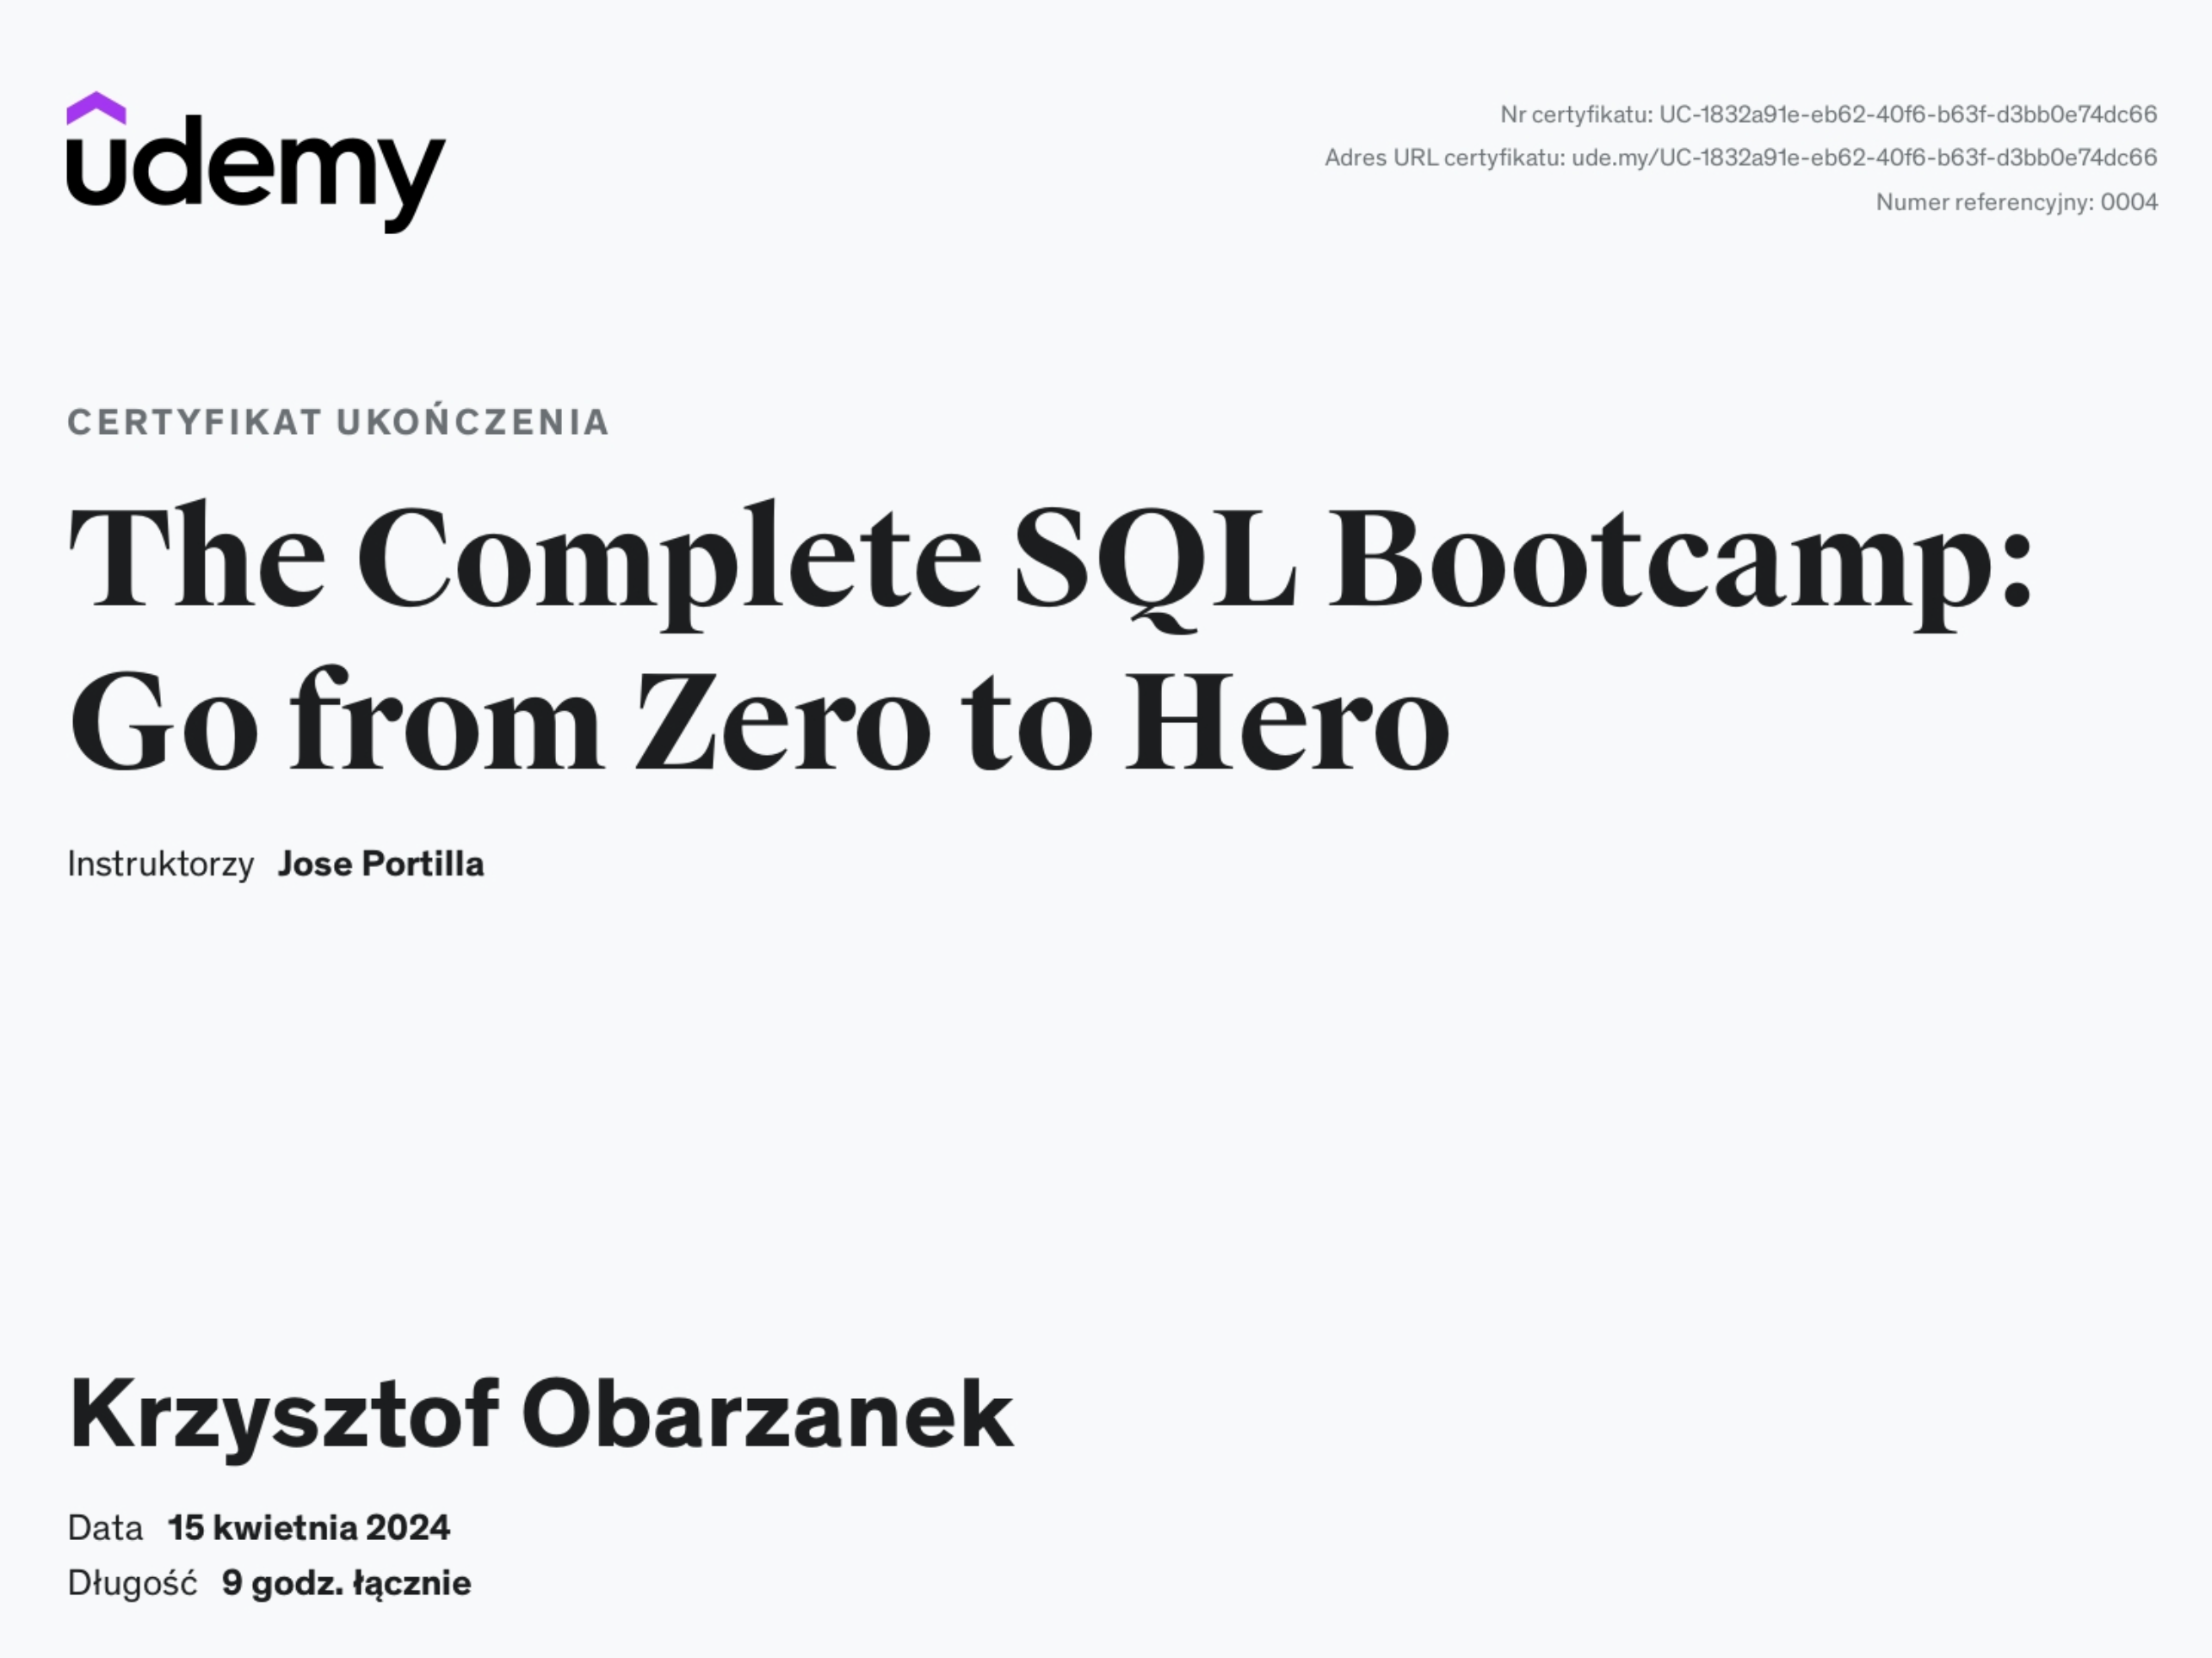 udemy
Nr certyfikatu: UC-1832a91e-eb62-40f6-b63f-d3bb0e74dc66
Adres URL certyfikatu: ude.my/UC-1832a91e-eb62-40f6-b63f-d3bb0e74dc66
Numer referencyjny: 0004
CERTYFIKAT UKOŃCZENIA
The Complete SQL Bootcamp:
Go from Zero to Hero
Instruktorzy Jose Portilla
Krzysztof Obarzanek
Data 15 kwietnia 2024
Długość 9 godz. łącznie